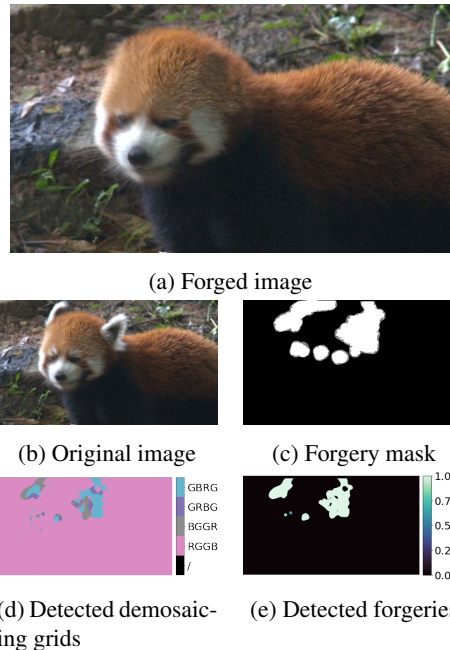 (a) Forged image
(b) Original image
(c) Forgery mask
GBRG
GRBG
BGGR
RGGB
/
1.0
0.7
0.5
0.2
0.0
(d) Detected demosaic-
ing grids
(e) Detected forgeries